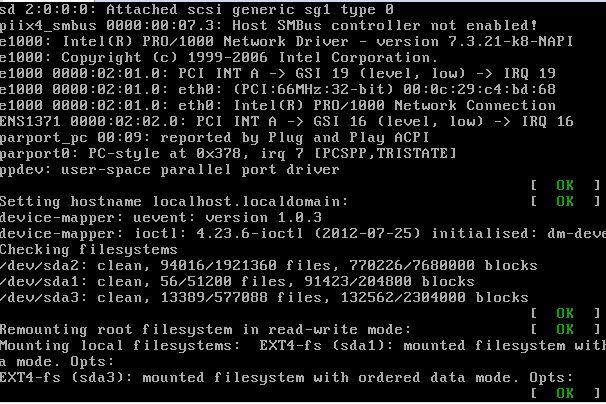 sd 2:0:0:0: Attached scsi generic sg1 type 0
piix4_smbus 0000:00:07.3: Host SMBus controller not enabled!
e1000: Intel(R) PRO/1000 Network Driver - version 7.3.21-k8-NAPI
e1000: Copyright (c) 1999-2006 Intel Corporation.
e1000 0000:02:01.0: PCI INT A -> GSI 19 (level, low) -> IRQ 19
e1000 0000:02:01.0: eth0: (PCI:66MHz:32-bit) 00:0c:29:c4:bd:68
e1000 0000:02:01.0: eth0: Intel(R) PRO/1000 Network Connection
ENS1371 0000:02:02.0: PCI INT A -> GSI 16 (level, low) -> IRQ 16
parport_pc 00:09: reported by Plug and Play ACPI
parport0: PC-style at 0x378, irq 7 [PCSPP,TRISTATE]
ppdev: user-space parallel port driver
[ OK
Setting hostname localhost.localdomain: [ OK
device-mapper: uevent: version 1.0.3
device-mapper: ioctl: 4.23.6-ioctl (2012-07-25) initialised: dm-deve
Checking filesystems
/dev/sda2: clean, 94016/1921360 files, 770226/7680000 blocks
/dev/sda1: clean, 56/51200 files, 91423/204800 blocks
/dev/sda3: clean, 13389/577088 files, 132562/2304000 blocks
[ OK
Remounting root filesystem in read-write mode: [ OK
Mounting local filesystems: EXT4-fs (sda1): mounted filesystem with
a mode. Opts:
EXT4-fs (sda3): mounted filesystem with ordered data mode. Opts:
[ OK